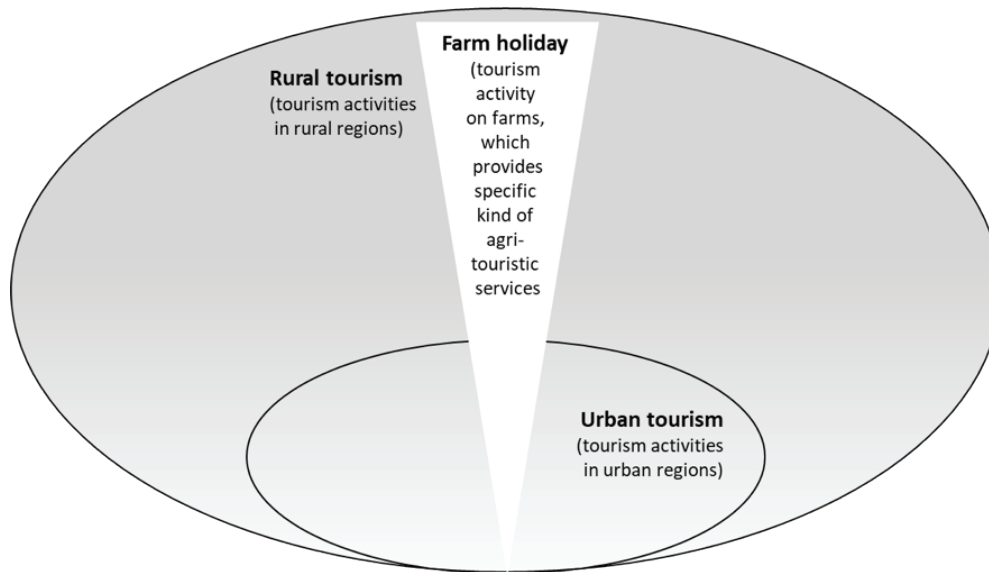 Farm holiday
(tourism
activity
on farms,
which
provides
specific
kind of
agri-
touristic
services
Rural tourism
(tourism activities
in rural regions)
Urban tourism
(tourism activities
in urban regions)